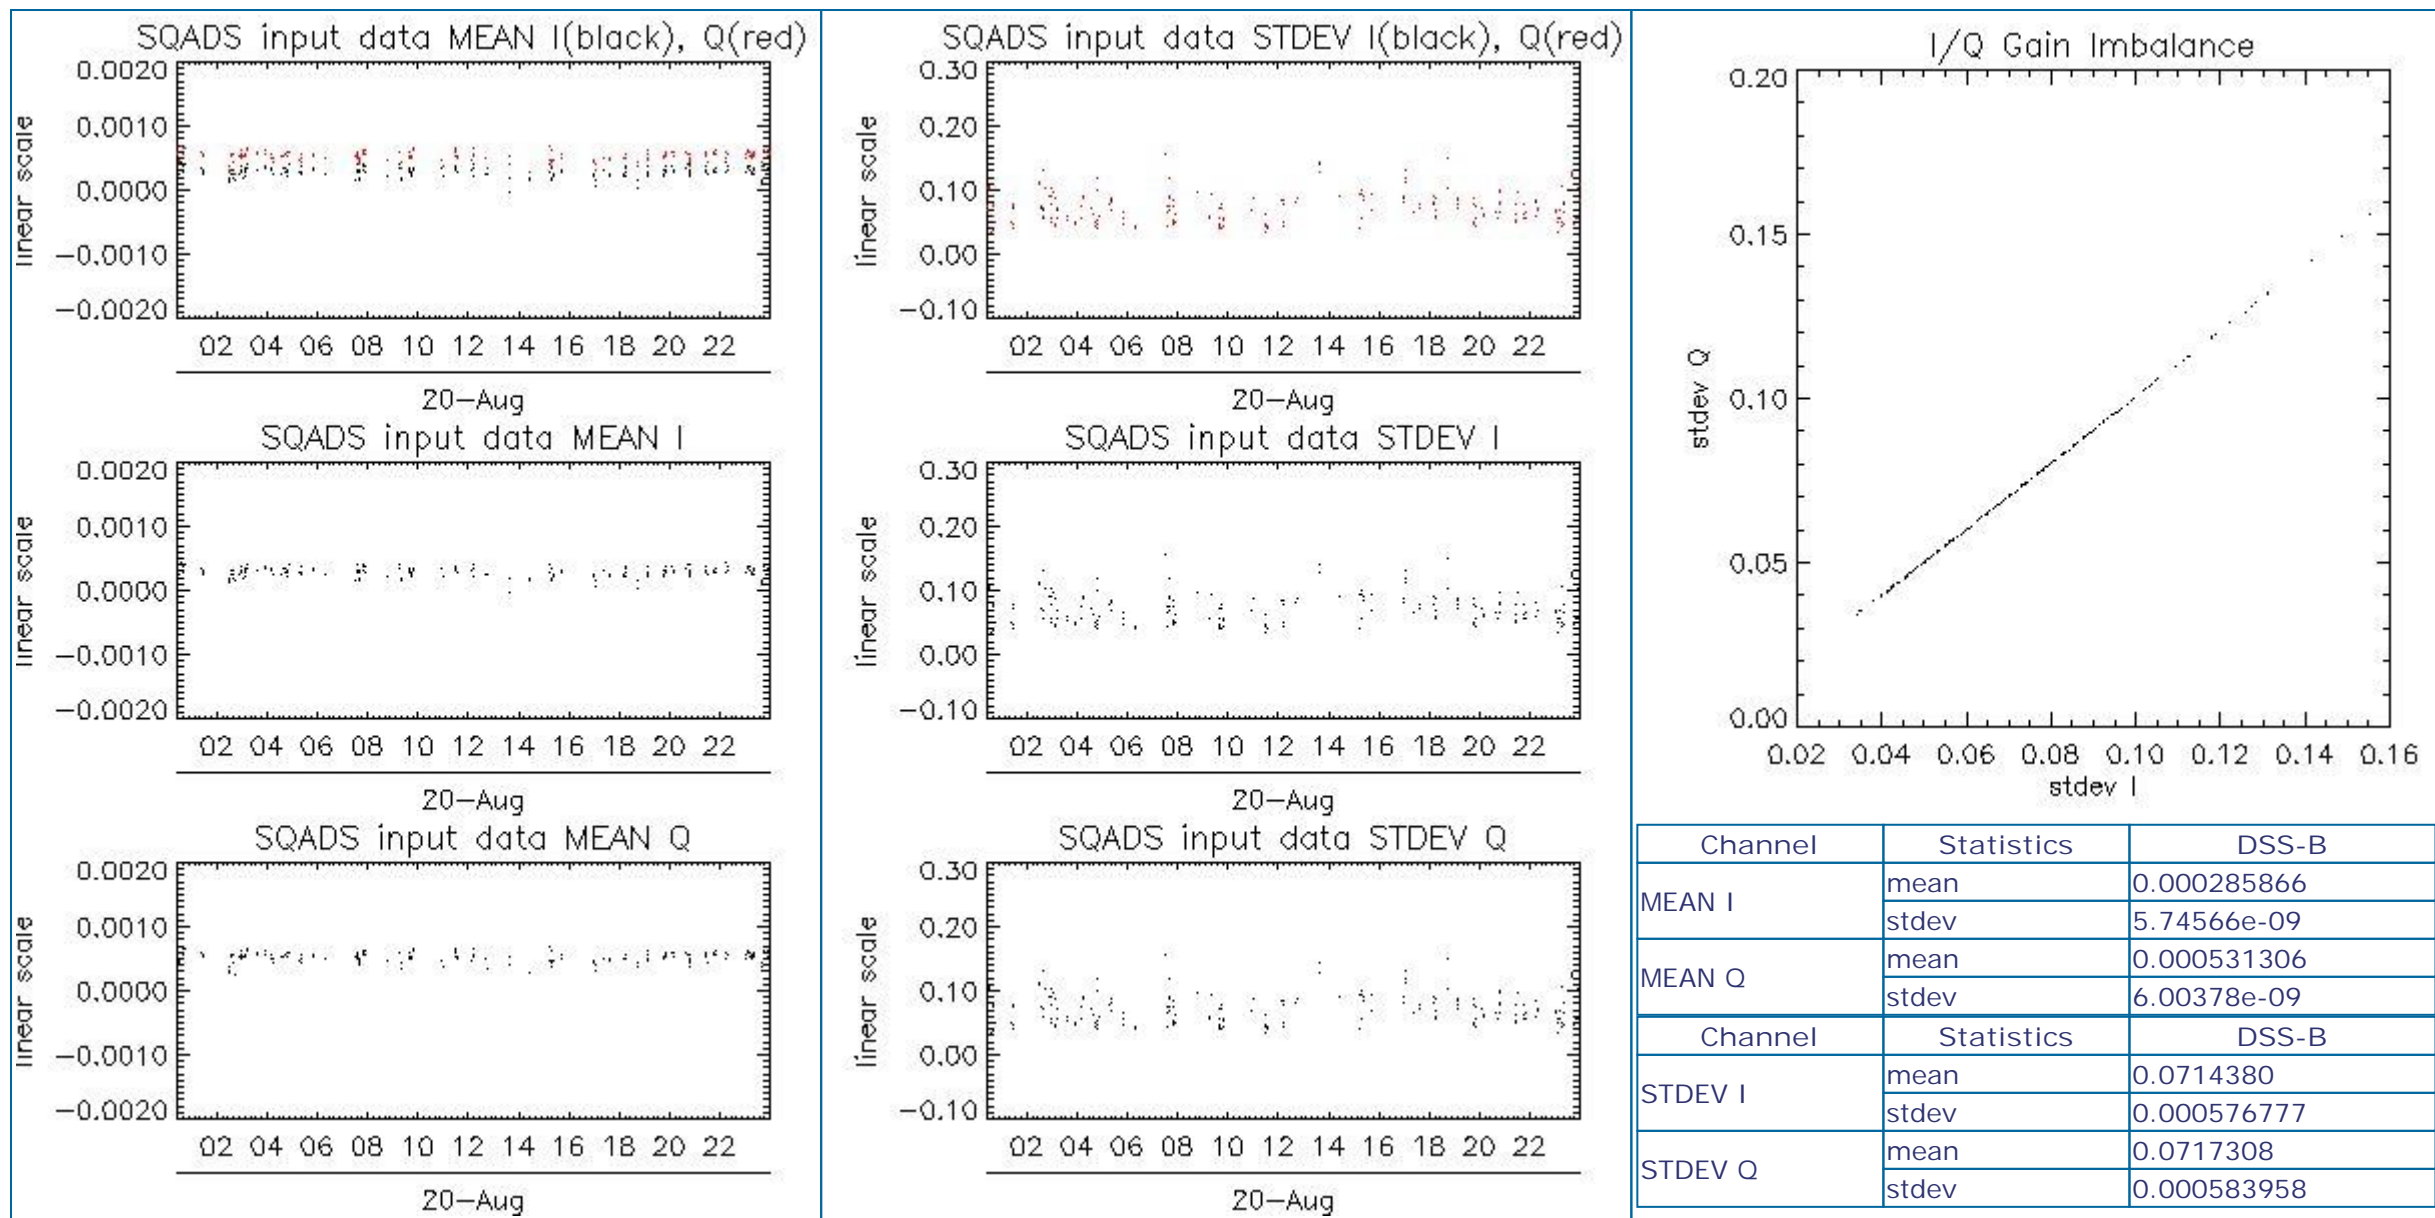 SQADS input data MEAN I(black), Q(red)
0.0020
0.0010
0.0000
−0.0010
−0.0020
linear scale
02 04 06 08 10 12 14 16 18 20 22
20−Aug
SQADS input data MEAN I
0.0020
0.0010
0.0000
−0.0010
−0.0020
linear scale
02 04 06 08 10 12 14 16 18 20 22
20−Aug
SQADS input data MEAN Q
0.0020
0.0010
0.0000
−0.0010
−0.0020
linear scale
02 04 06 08 10 12 14 16 18 20 22
20−Aug
SQADS input data STDEV I(black), Q(red)
0.30
0.20
0.10
0.00
−0.10
linear scale
02 04 06 08 10 12 14 16 18 20 22
20−Aug
SQADS input data STDEV I
0.30
0.20
0.10
0.00
−0.10
linear scale
02 04 06 08 10 12 14 16 18 20 22
20−Aug
SQADS input data STDEV Q
0.30
0.20
0.10
0.00
−0.10
linear scale
02 04 06 08 10 12 14 16 18 20 22
20−Aug
I/Q Gain Imbalance
0.20
0.15
0.10
0.05
0.00
stdev Q
0.02 0.04 0.06 0.08 0.10 0.12 0.14 0.16
stdev I
Channel Statistics DSS-B
MEAN I mean 0.000285866
stdev 5.74566e-09
MEAN Q mean 0.000531306
stdev 6.00378e-09
Channel Statistics DSS-B
STDEV I mean 0.0714380
stdev 0.000576777
STDEV Q mean 0.0717308
stdev 0.000583958